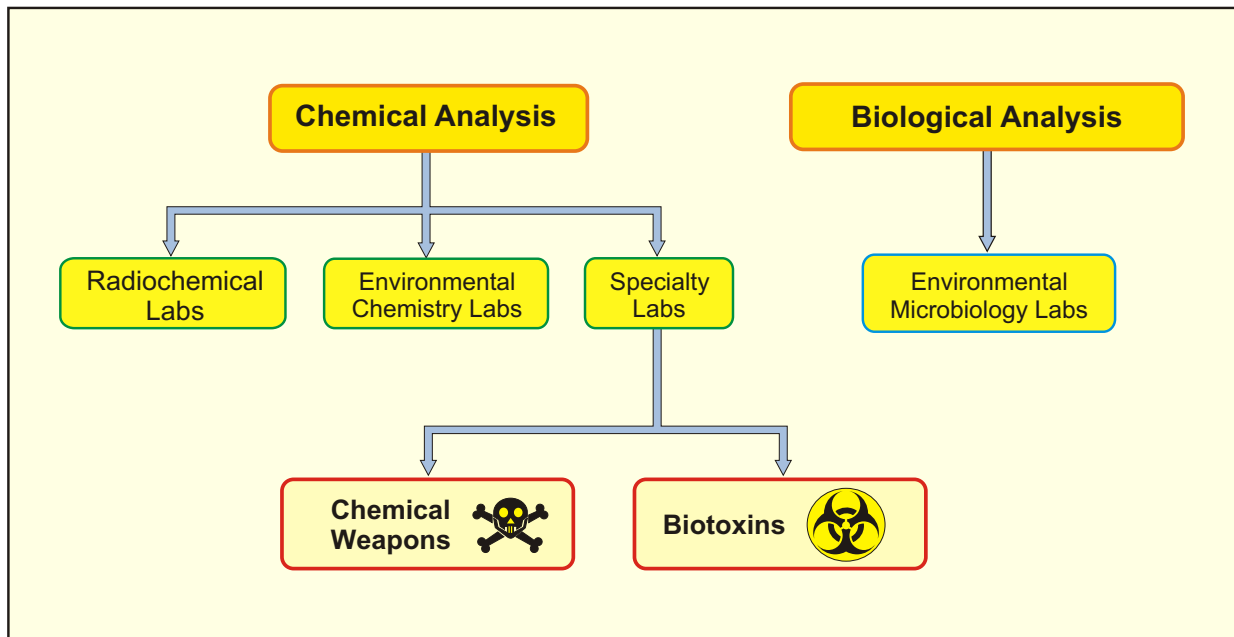 Chemical Analysis
Biological Analysis
Radiochemical
Labs
Environmental
Chemistry Labs
Specialty
Labs
Environmental
Microbiology Labs
Chemical
Weapons
Biotoxins